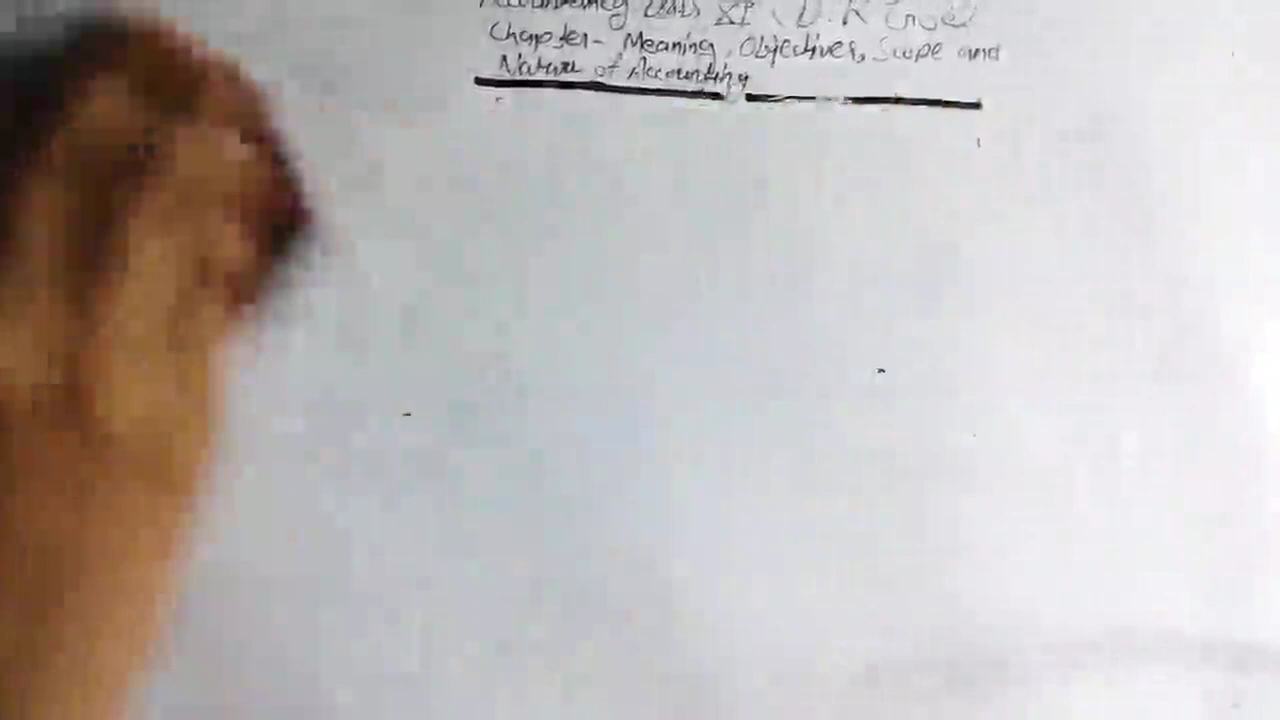 Accountancy Class XI (D.K Goel
Chapter- Meaning, Objectives, Scope and
Nature of Accounting